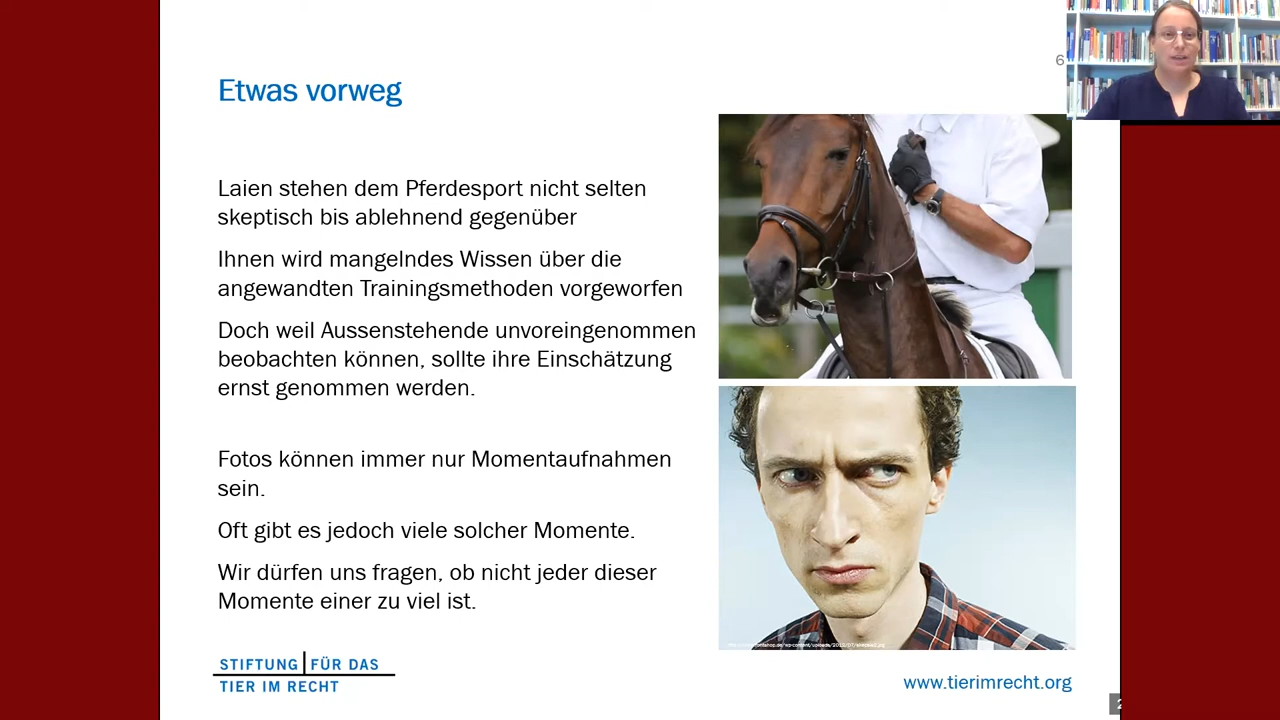 6
Etwas vorweg
Laien stehen dem Pferdesport nicht selten
skeptisch bis ablehnend gegenüber
Ihnen wird mangelndes Wissen über die
angewandten Trainingsmethoden vorgeworfen
Doch weil Aussenstehende unvoreingenommen
beobachten können, sollte ihre Einschätzung
ernst genommen werden.
Fotos können immer nur Momentaufnahmen
sein.
Oft gibt es jedoch viele solcher Momente.
Wir dürfen uns fragen, ob nicht jeder dieser
Momente einer zu viel ist.
STIFTUNG FÜR DAS
TIER IM RECHT
www.tierimrecht.org